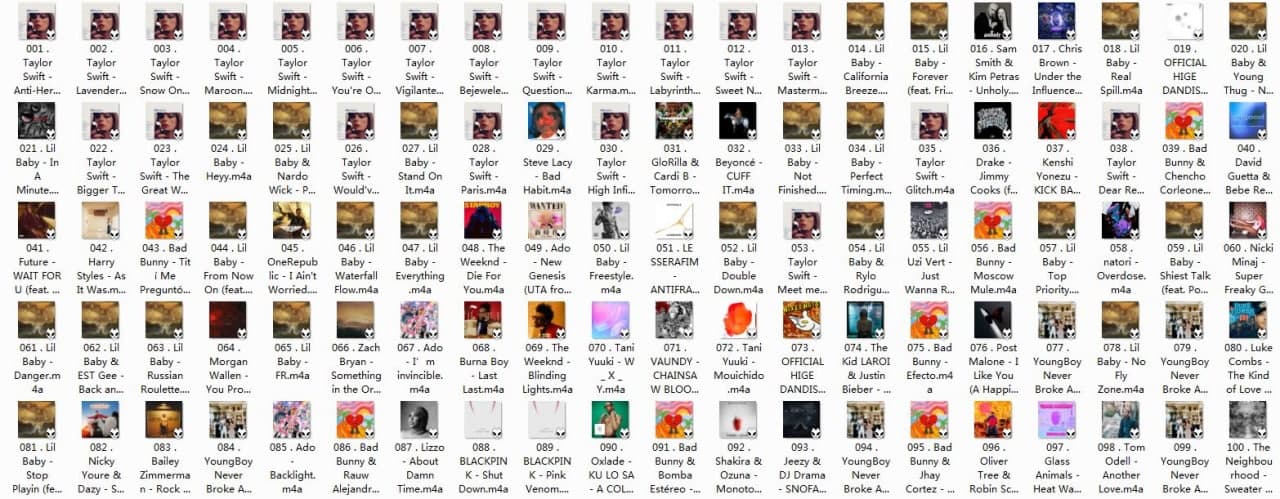 001 .
Taylor
Swift -
Anti-Her...
002 .
Taylor
Swift -
Lavender...
003 .
Taylor
Swift -
Snow On...
004 .
Taylor
Swift -
Maroon....
005 .
Taylor
Swift -
Midnight...
006 .
Taylor
Swift -
You're O...
007 .
Taylor
Swift -
Vigilante...
008 .
Taylor
Swift -
Bejewele...
009 .
Taylor
Swift -
Question...
010 .
Taylor
Swift -
Karma.m...
011 .
Taylor
Swift -
Labyrinth...
012 .
Taylor
Swift -
Sweet N...
013 .
Taylor
Swift -
Masterm...
014 . Lil
Baby -
California
Breeze....
015 . Lil
Baby -
Forever
(feat. Fri...
016 . Sam
Smith &
Kim Petras
- Unholy....
017 . Chris
Brown -
Under the
Influence...
018 . Lil
Baby -
Real
Spill.m4a
019 .
OFFICIAL
HIGE
DANDIS...
020 . Lil
Baby &
Young
Thug - N...
021 . Lil
Baby - In
A
Minute....
022 .
Taylor
Swift -
Bigger T...
023 .
Taylor
Swift - The
Great W...
024 . Lil
Baby -
Heyy.m4a
025 . Lil
Baby &
Nardo
Wick - P...
026 .
Taylor
Swift -
Would'v...
027 . Lil
Baby -
Stand On
It.m4a
028 .
Taylor
Swift -
Paris.m4a
029 .
Steve Lacy
- Bad
Habit.m4a
030 .
Taylor
Swift -
High Infi...
031 .
GloRilla &
Cardi B -
Tomorro...
032 .
Beyoncé -
CUFF
IT.m4a
033 . Lil
Baby -
Not
Finished....
034 . Lil
Baby -
Perfect
Timing.m...
035 .
Taylor
Swift -
Glitch.m4a
036 .
Drake -
Jimmy
Cooks (f...
037 .
Kenshi
Yonezu -
KICK BA...
038 .
Taylor
Swift -
Dear Re...
039 . Bad
Bunny &
Chencho
Corleone...
040 .
David
Guetta &
Bebe Re...
041 .
Future -
WAIT FOR
U (feat. ...
042 .
Harry
Styles - As
It Was.m...
043 . Bad
Bunny - Tit
í Me
Preguntó...
044 . Lil
Baby -
From Now
On (feat....
045 .
OneRepub
lic - I Ain't
Worried....
046 . Lil
Baby -
Waterfall
Flow.m4a
047 . Lil
Baby -
Everything
.m4a
048 . The
Weeknd -
Die For
You.m4a
049 . Ado
- New
Genesis
(UTA fro...
050 . Lil
Baby -
Freestyle.
m4a
051 . LE
SSERAFIM -
ANTIFRA...
052 . Lil
Baby -
Double
Down.m4a
053 .
Taylor
Swift -
Meet me...
054 . Lil
Baby &
Rylo
Rodrigu...
055 . Lil
Uzi Vert -
Just
Wanna R...
056 . Bad
Bunny -
Moscow
Mule.m4a
057 . Lil
Baby -
Top
Priority....
058 .
natori -
Overdose.
m4a
059 . Lil
Baby -
Shiest Talk
(feat. Po...
060 . Nicki
Minaj -
Super
Freaky G...
061 . Lil
Baby -
Danger.m
4a
062 . Lil
Baby &
EST Gee -
Back an...
063 . Lil
Baby -
Russian
Roulette....
064 .
Morgan
Wallen -
You Pro...
065 . Lil
Baby -
FR.m4a
066 . Zach
Bryan -
Something
in the Or...
067 . Ado
- I'm
invincible.
m4a
068 .
Burna Boy
- Last
Last.m4a
069 . The
Weeknd -
Blinding
Lights.m4a
070 . Tani
Yuuki - W
_ X _
Y.m4a
071 .
VAUNDY -
CHAINSA
W BLOO...
072 . Tani
Yuuki -
Mouichido
.m4a
073 .
OFFICIAL
HIGE
DANDIS...
074 . The
Kid LAROI
& Justin
Bieber - ...
075 . Bad
Bunny -
Efecto.m4
a
076 . Post
Malone - I
Like You
(A Happi...
077 .
YoungBoy
Never
Broke A...
078 . Lil
Baby - No
Fly
Zone.m4a
079 .
YoungBoy
Never
Broke A...
080 . Luke
Combs -
The Kind
of Love ...
081 . Lil
Baby -
Stop
Playin (fe...
082 .
Nicky
Youre &
Dazy - S...
083 .
Bailey
Zimmerma
n - Rock ...
084 .
YoungBoy
Never
Broke A...
085 . Ado
-
Backlight.
m4a
086 . Bad
Bunny &
Rauw
Alejandr...
087 . Lizzo
- About
Damn
Time.m4a
088 .
BLACKPIN
K - Shut
Down.m4a
089 .
BLACKPIN
K - Pink
Venom....
090 .
Oxlade -
KU LO SA
- A COL...
091 . Bad
Bunny &
Bomba
Estéreo -...
092 .
Shakira &
Ozuna -
Monoto...
093 .
Jeezy &
DJ Drama
- SNOFA...
094 .
YoungBoy
Never
Broke A...
095 . Bad
Bunny &
Jhay
Cortez - ...
096 .
Oliver
Tree &
Robin Sc...
097 .
Glass
Animals -
Heat Wa...
098 . Tom
Odell -
Another
Love.m4a
099 .
YoungBoy
Never
Broke A...
100 . The
Neighbou
rhood -
Sweater ...